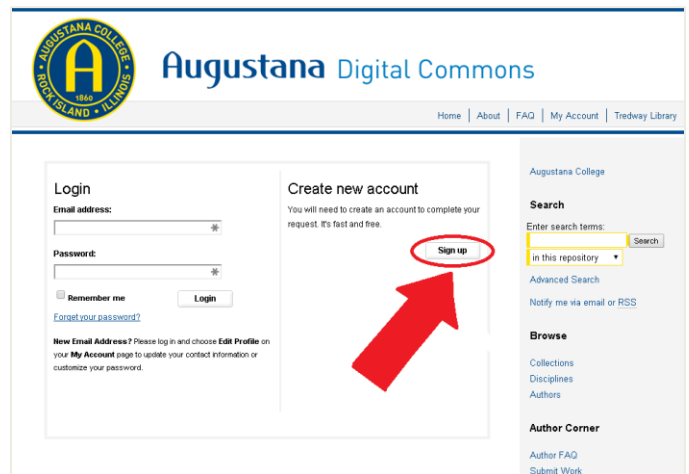 AUGUSTANA COLLEGE
A
1860
ROCK ISLAND • ILLINOIS
Augustana Digital Commons
Home | About | FAQ | My Account | Tredway Library
Login
Email address:
Password:
Remember me
Login
Forget your password?
New Email Address? Please log in and choose Edit Profile on
your My Account page to update your contact information or
customize your password.
Create new account
You will need to create an account to complete your
request. It's fast and free.
Sign up
Augustana College
Search
Enter search terms:
Search
in this repository
Advanced Search
Notify me via email or RSS
Browse
Collections
Disciplines
Authors
Author Corner
Author FAQ
Submit Work